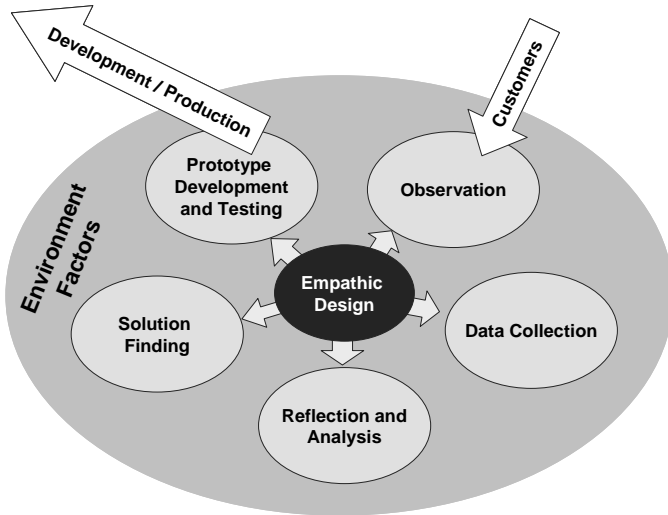 Development / Production
Customers
Prototype
Development
and Testing
Observation
Environment
Factors
Empathic
Design
Solution
Finding
Data Collection
Reflection and
Analysis